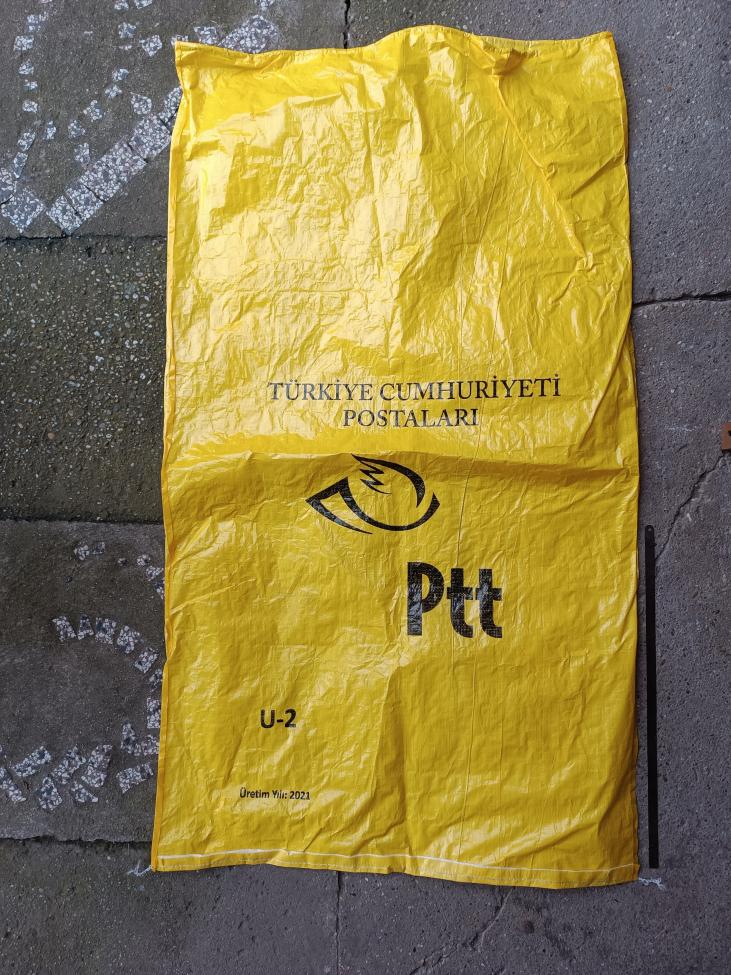 TÜRKİYE CUMHURİYETİ
POSTALARI
Ptt
U-2
Üretim Yılı: 2021